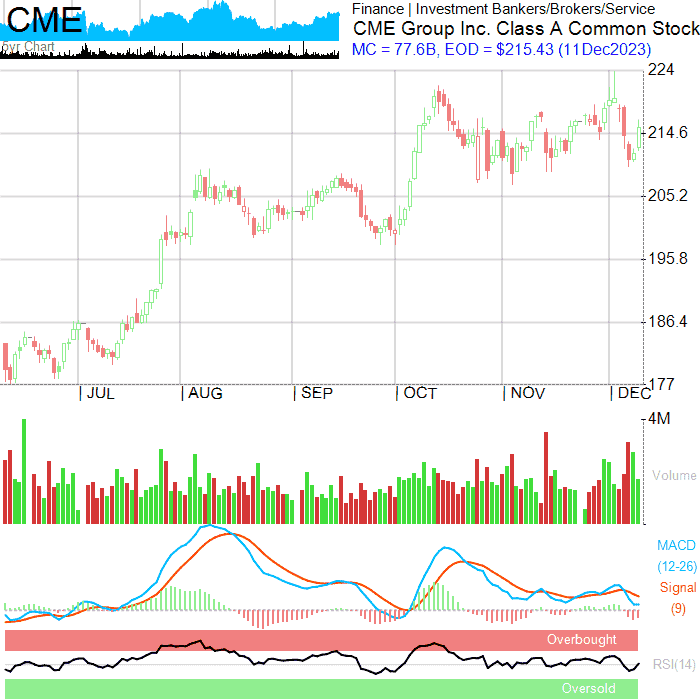 CME
5yr Chart
Finance | Investment Bankers/Brokers/Service
CME Group Inc. Class A Common Stock
MC = 77.6B, EOD = $215.43 (11Dec2023)
224
214.6
205.2
195.8
186.4
177
JUL AUG SEP OCT NOV DEC
4M
Volume
MACD
(12-26)
Signal
(9)
Overbought
RSI(14)
Oversold